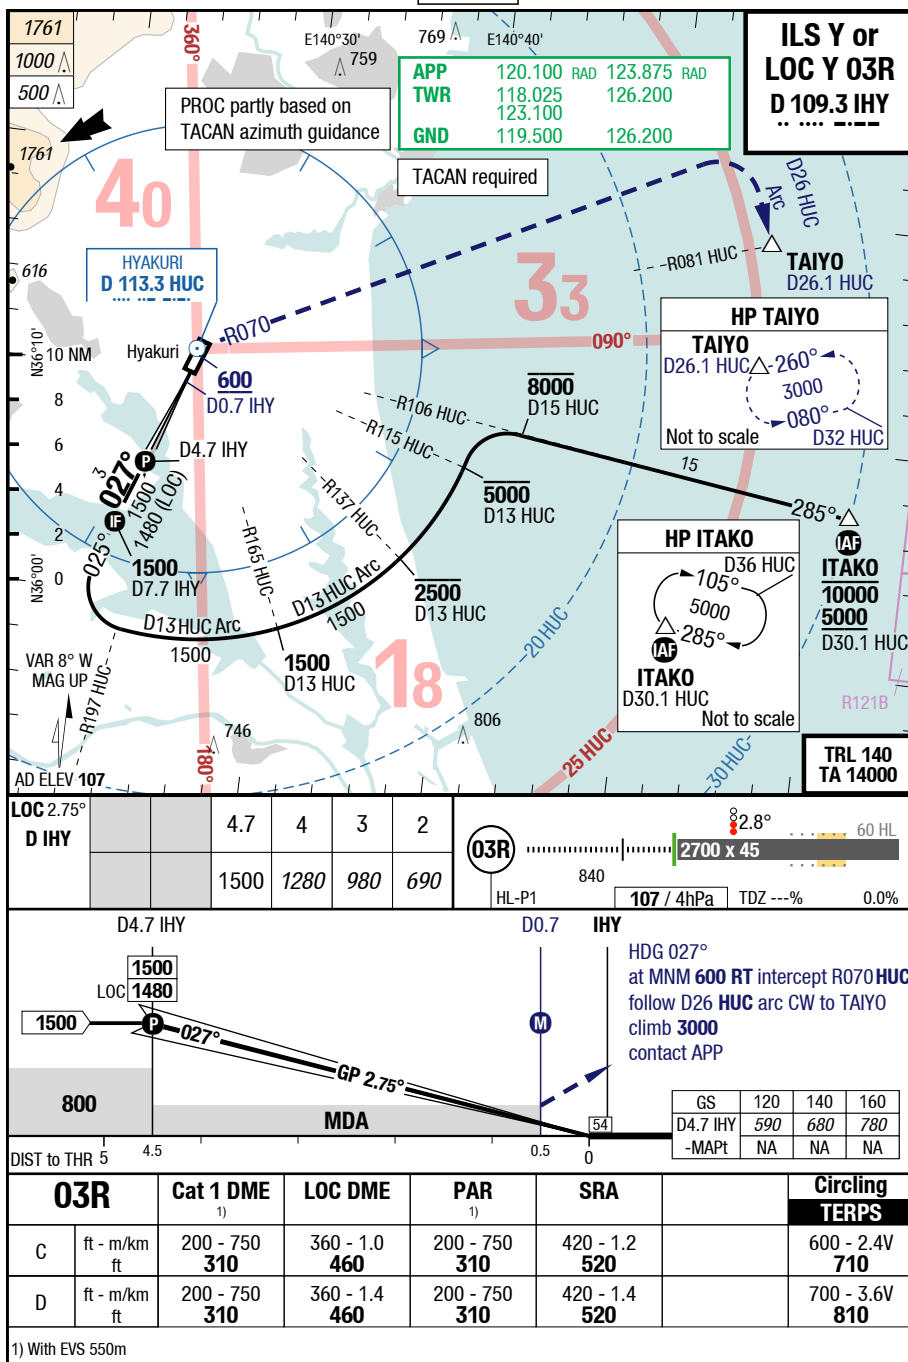 1761
1000
500
1761
616
360°
E140°30'
759
769
E140°40'
PROC partly based on
TACAN azimuth guidance
APP 120.100 RAD 123.875 RAD
TWR 118.025 126.200
123.100
GND 119.500 126.200
TACAN required
ILS Y or
LOC Y 03R
D 109.3 IHY
40
33
18
HYAKURI
D 113.3 HUC
Hyakuri
R070
D26 HUC
Arc
R081 HUC
TAIYO
D26.1 HUC
HP TAIYO
TAIYO
D26.1 HUC
260°
3000
080°
D32 HUC
Not to scale
090°
N36°10'
10 NM
8
6
4
2
0
N36°00'
600
D0.7 IHY
P
D4.7 IHY
3
027°
1500
1480 (LOC)
IF
025°
1500
D7.7 IHY
8000
D15 HUC
R106 HUC
R115 HUC
5000
D13 HUC
15
285°
IAF
ITAKO
10000
5000
D30.1 HUC
R137 HUC
R165 HUC
2500
D13 HUC
D13 HUC Arc
1500
D13 HUC Arc
1500
1500
D13 HUC
R197 HUC
HP ITAKO
D36 HUC
105°
5000
285°
IAF
ITAKO
D30.1 HUC
Not to scale
20 HUC
25 HUC
30 HUC
R121B
VAR 8° W
MAG UP
AD ELEV 107
180°
746
806
TRL 140
TA 14000
LOC 2.75°
D IHY
4.7 4 3 2
1500 1280 980 690
03R
HL-P1
840
2.8°
60 HL
2700 x 45
107 / 4hPa
TDZ ---%
0.0%
D4.7 IHY
D0.7
IHY
1500
LOC 1480
1500
P
027°
GP 2.75°
M
HDG 027°
at MNM 600 RT intercept R070 HUC
follow D26 HUC arc CW to TAIYO
climb 3000
contact APP
800
MDA
54
DIST to THR 5 4.5 0.5 0
GS 120 140 160
D4.7 IHY 590 680 780
-MAPt NA NA NA
03R Cat 1 DME LOC DME PAR SRA Circling
1) 1) TERPS
C ft - m/km 200 - 750 360 - 1.0 200 - 750 420 - 1.2 600 - 2.4V
ft 310 460 310 520 710
D ft - m/km 200 - 750 360 - 1.4 200 - 750 420 - 1.4 700 - 3.6V
ft 310 460 310 520 810
1) With EVS 550m